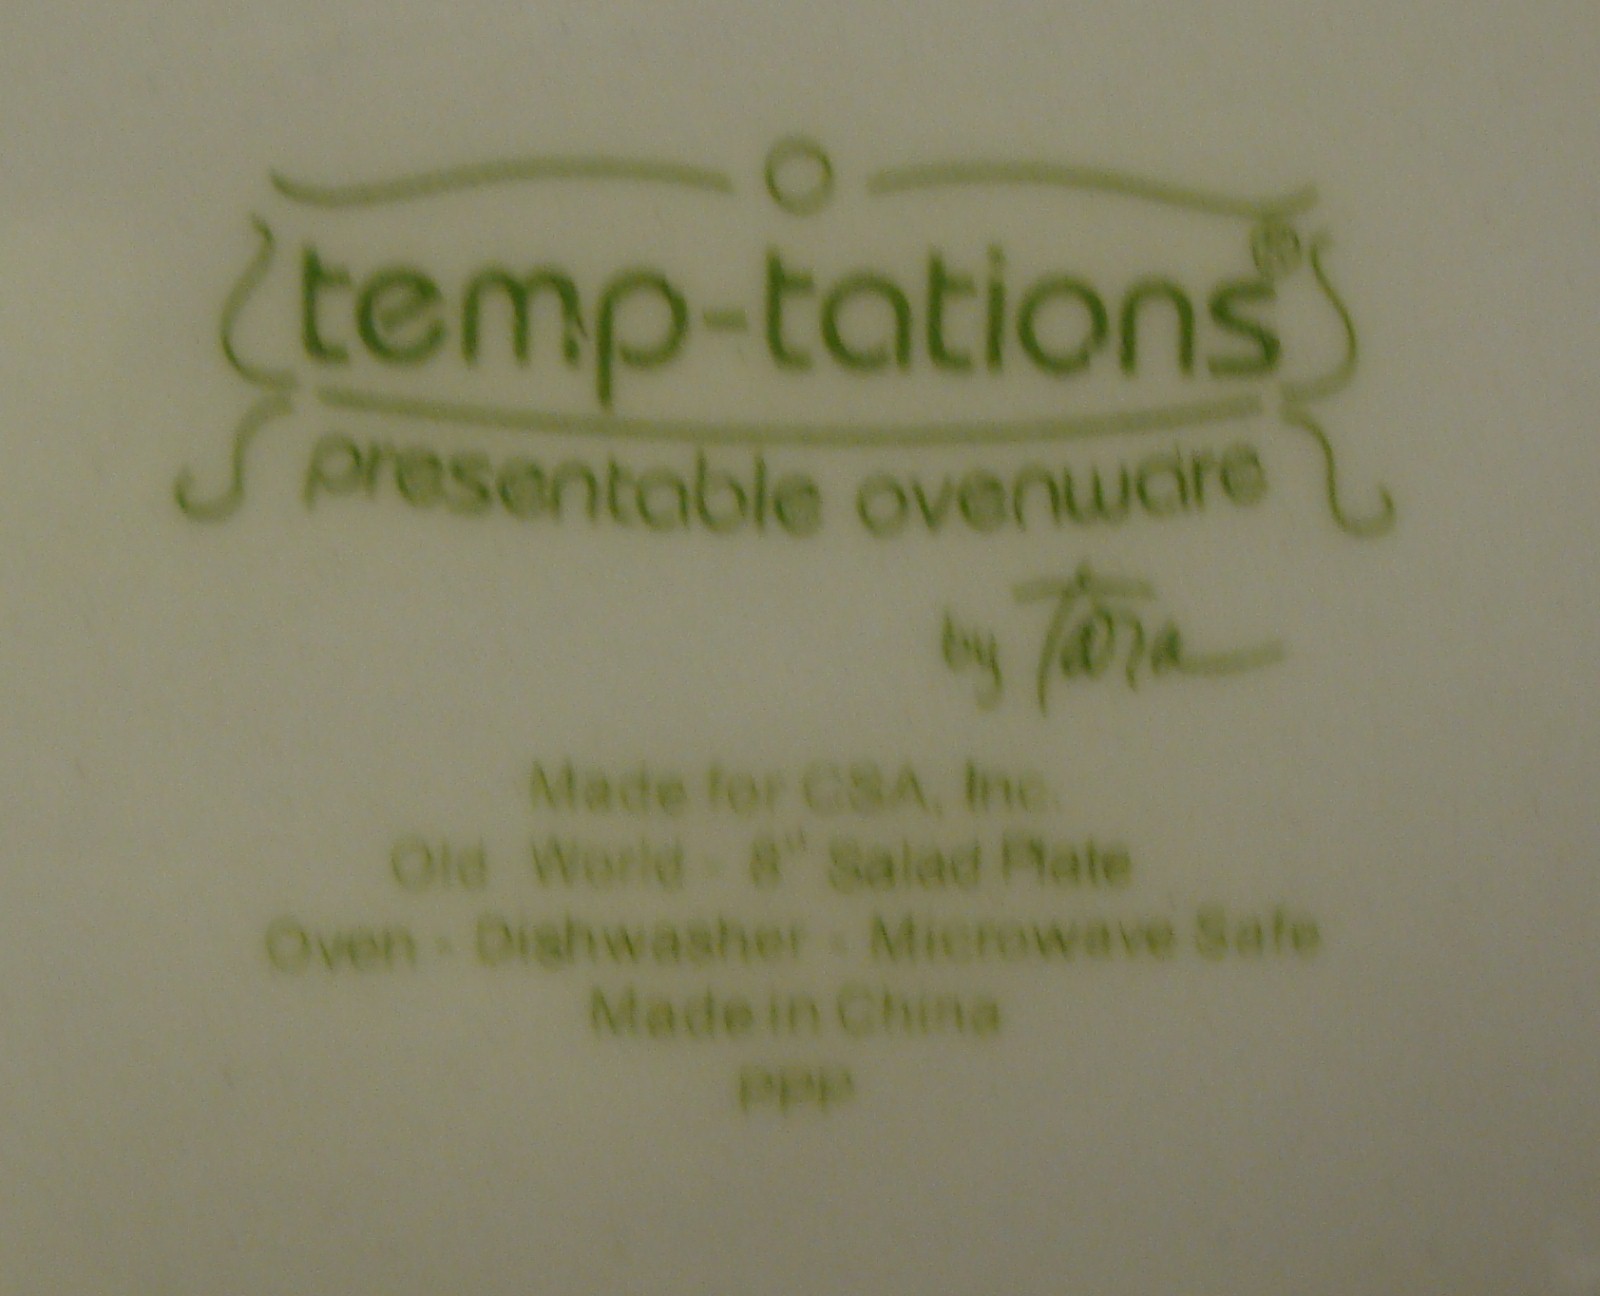 temp-tations®
presentable ovenware
by Tara
Made for CSA, Inc.
Old World - 8" Salad Plate
Oven - Dishwasher - Microwave Safe
Made in China
PPP